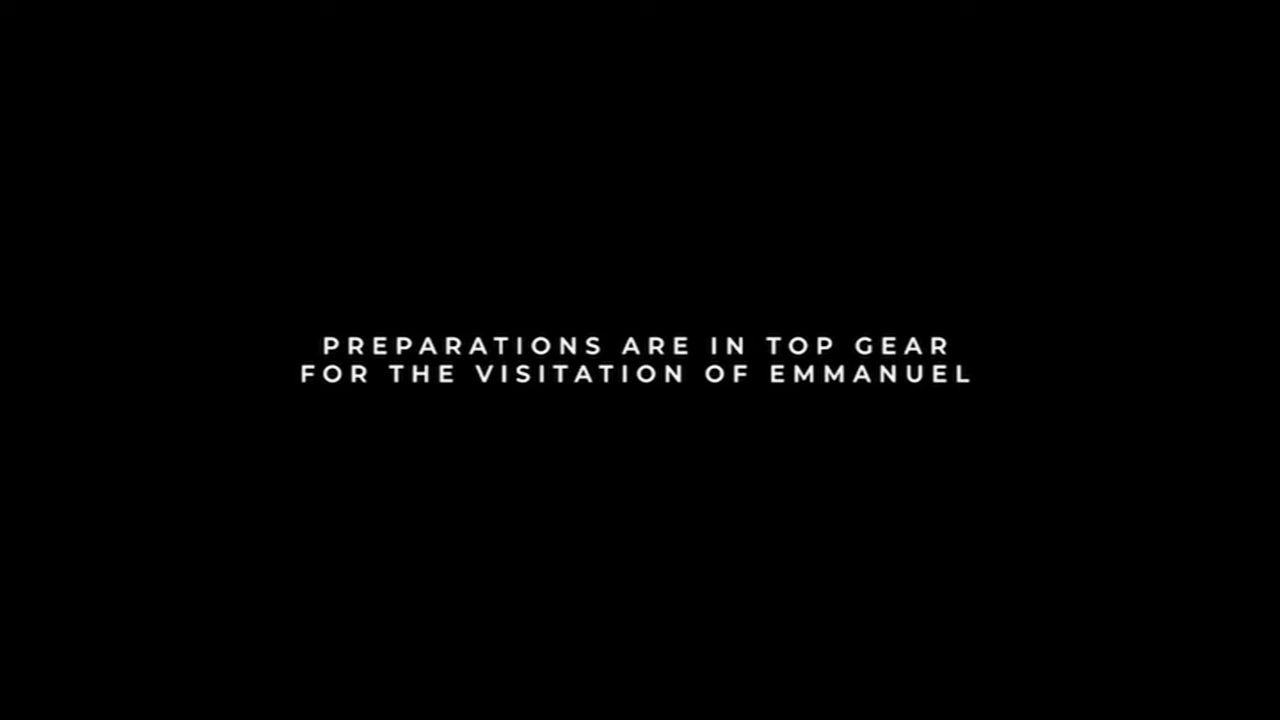 PREPARATIONS ARE IN TOP GEAR
FOR THE VISITATION OF EMMANUEL